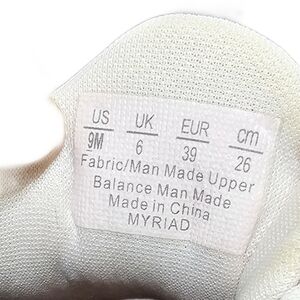 US UK EUR cm
9M 6 39 26
Fabric/Man Made Upper
Balance Man Made
Made in China
MYRIAD